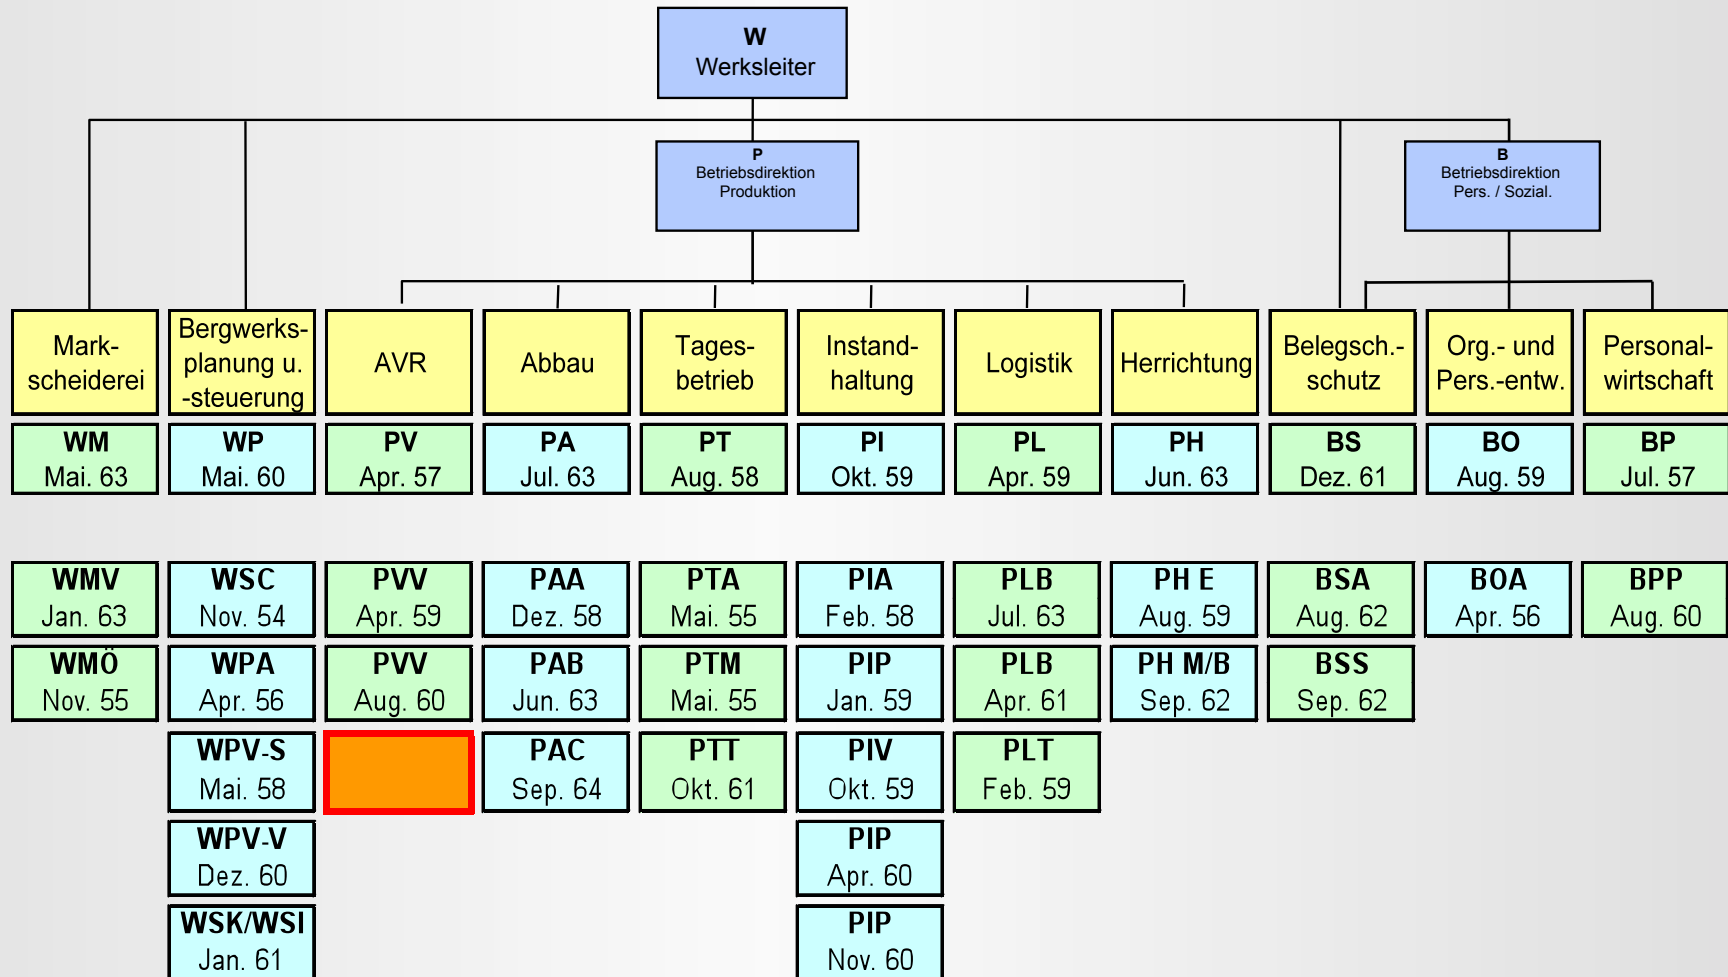 W
Werksleiter
P
Betriebsdirektion
Produktion
B
Betriebsdirektion
Pers. / Sozial.
Mark-
scheiderei
Bergwerks-
planung u.
-steuerung
AVR
Abbau
Tages-
betrieb
Instand-
haltung
Logistik
Herrichtung
Belegsch.-
schutz
Org.- und
Pers.-entw.
Personal-
wirtschaft
WM
Mai. 63
WP
Mai. 60
PV
Apr. 57
PA
Jul. 63
PT
Aug. 58
PI
Okt. 59
PL
Apr. 59
PH
Jun. 63
BS
Dez. 61
BO
Aug. 59
BP
Jul. 57
WMV
Jan. 63
WSC
Nov. 54
PVV
Apr. 59
PAA
Dez. 58
PTA
Mai. 55
PIA
Feb. 58
PLB
Jul. 63
PH E
Aug. 59
BSA
Aug. 62
BOA
Apr. 56
BPP
Aug. 60
WMÖ
Nov. 55
WPA
Apr. 56
PVV
Aug. 60
PAB
Jun. 63
PTM
Mai. 55
PIP
Jan. 59
PLB
Apr. 61
PH M/B
Sep. 62
BSS
Sep. 62
WPV-S
Mai. 58
PAC
Sep. 64
PTT
Okt. 61
PIV
Okt. 59
PLT
Feb. 59
WPV-V
Dez. 60
PIP
Apr. 60
WSK/WSI
Jan. 61
PIP
Nov. 60